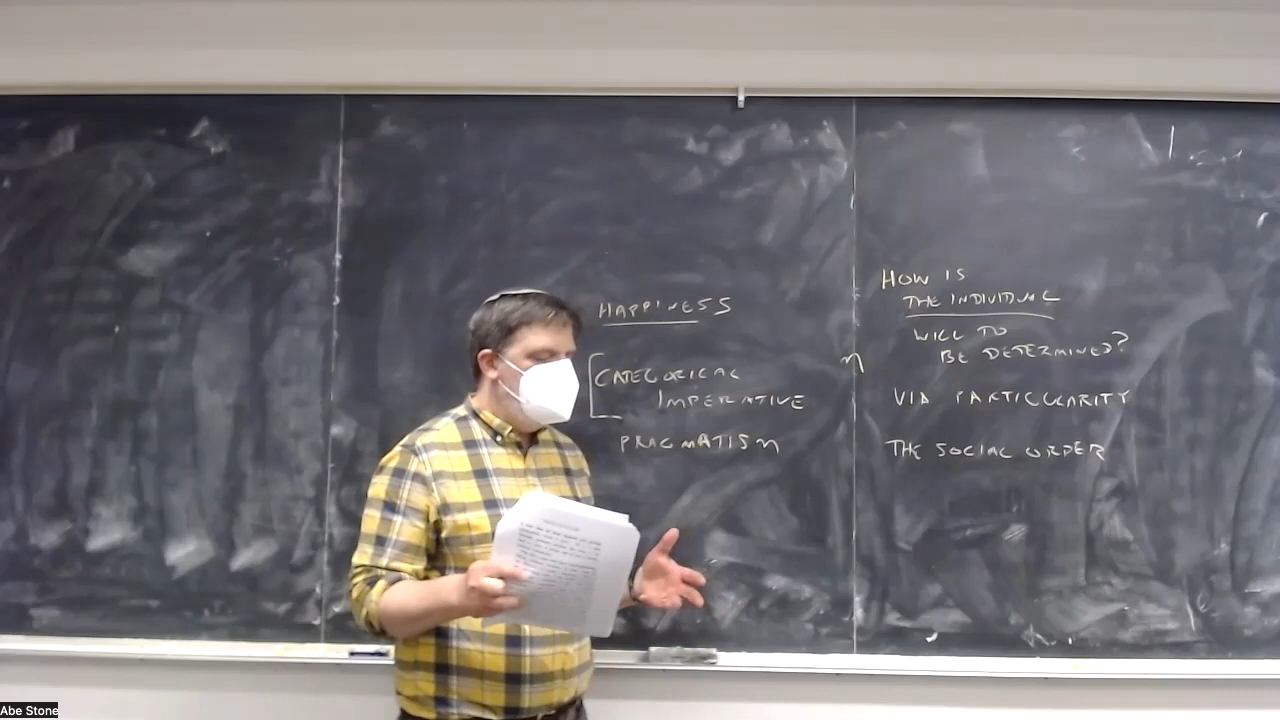 HAPPINESS
CATEGORICAL
IMPERATIVE
PRAGMATISM
HOW IS
THE INDIVIDUAL
WILL TO
BE DETERMINED?
VIA PARTICULARITY
THE SOCIAL ORDER
Abe Stone